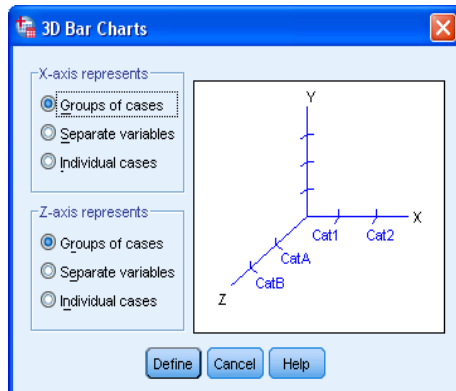 3D Bar Charts
X-axis represents
Groups of cases
Separate variables
Individual cases
Z-axis represents
Groups of cases
Separate variables
Individual cases
Y
X
Cat1 Cat2
CatA
CatB
Z
Define Cancel Help